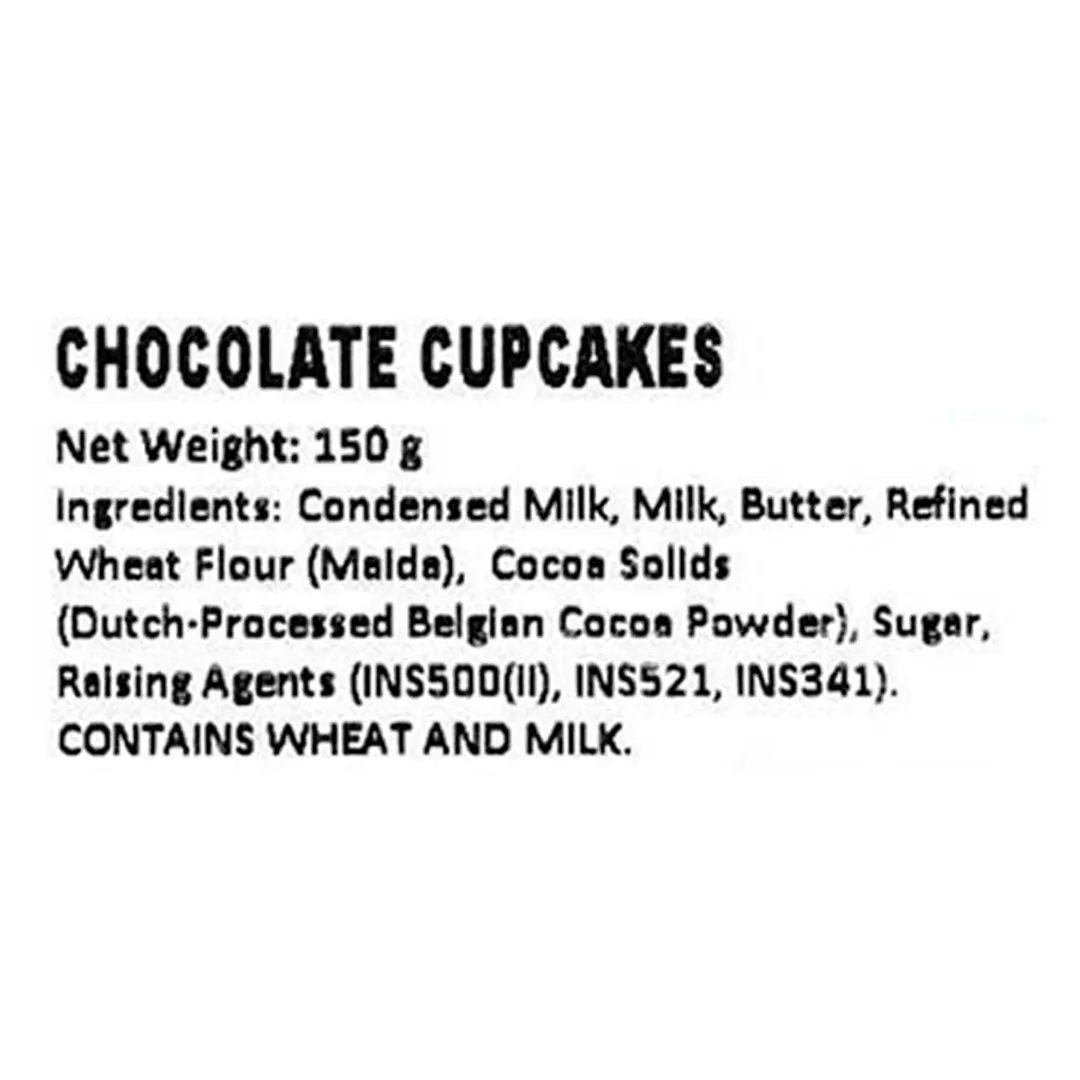 CHOCOLATE CUPCAKES
Net Weight: 150 g
Ingredients: Condensed Milk, Milk, Butter, Refined
Wheat Flour (Maida), Cocoa Solids
(Dutch-Processed Belgian Cocoa Powder), Sugar,
Raising Agents (INS500(II), INS521, INS341).
CONTAINS WHEAT AND MILK.